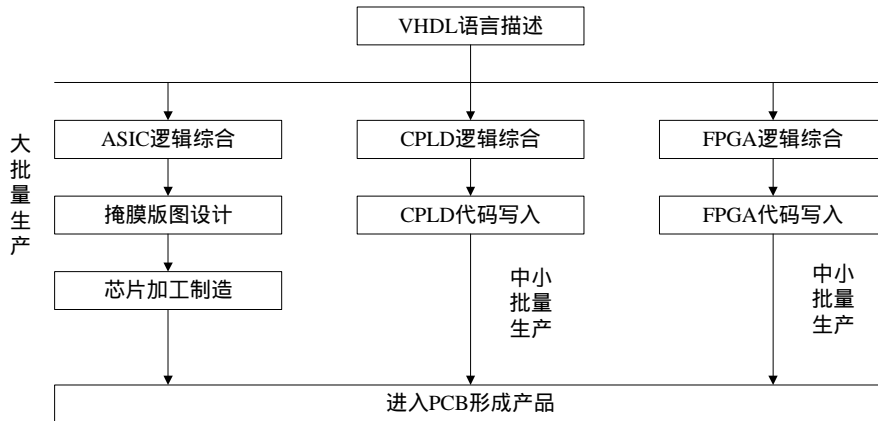 VHDL语言描述
ASIC逻辑综合
CPLD逻辑综合
FPGA逻辑综合
大
批
量
生
产
掩膜版图设计
CPLD代码写入
FPGA代码写入
芯片加工制造
中小
批量
生产
中小
批量
生产
进入PCB形成产品